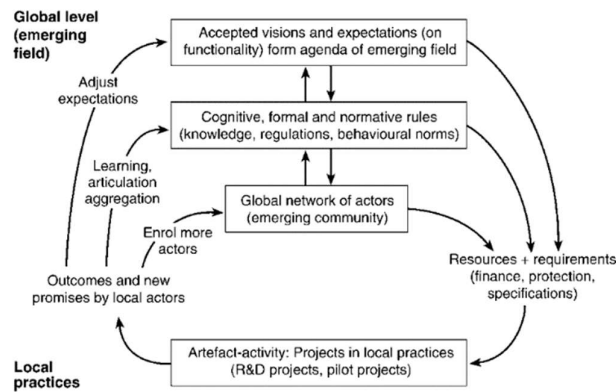 Global level
(emerging
field)
Accepted visions and expectations (on
functionality) form agenda of emerging field
Adjust
expectations
Cognitive, formal and normative rules
(knowledge, regulations, behavioural norms)
Learning,
articulation
aggregation
Global network of actors
(emerging community)
Enrol more
actors
Resources + requirements
(finance, protection,
specifications)
Outcomes and new
promises by local actors
Artefact-activity: Projects in local practices
(R&D projects, pilot projects)
Local
practices